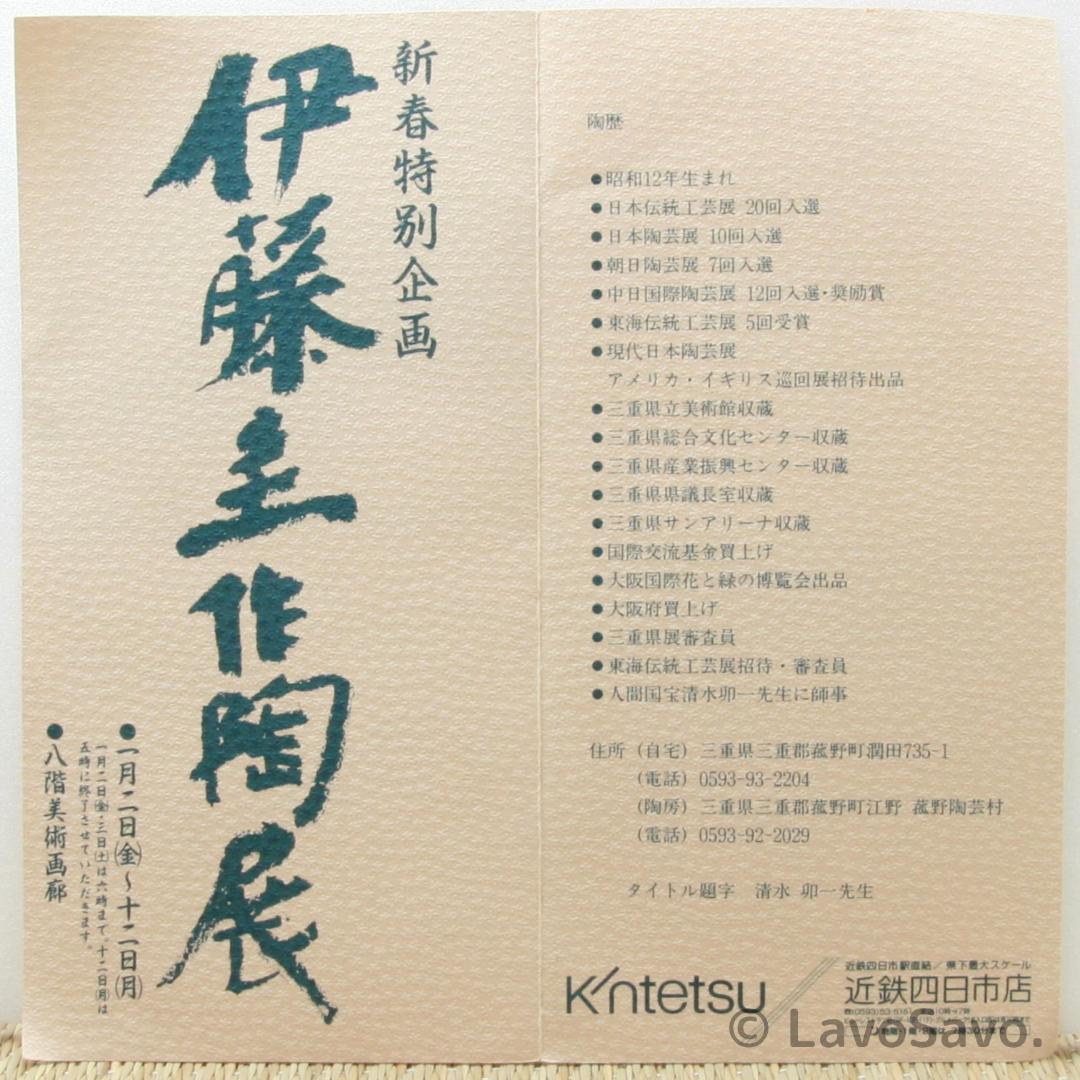 新春特別企画
伊藤圭作陶展
●一月二日㈮～十二日㈪
一月二日㈮・三日㈯は六時まで。十二日㈪は
五時に終了させていただきます。
●八階美術画廊
陶歴
●昭和12年生まれ
●日本伝統工芸展 20回入選
●日本陶芸展 10回入選
●朝日陶芸展 7回入選
●中日国際陶芸展 12回入選・奨励賞
●東海伝統工芸展 5回受賞
●現代日本陶芸展
アメリカ・イギリス巡回展招待出品
●三重県立美術館収蔵
●三重県総合文化センター収蔵
●三重県産業振興センター収蔵
●三重県県議長室収蔵
●三重県サンアリーナ収蔵
●国際交流基金買上げ
●大阪国際花と緑の博覧会出品
●大阪府買上げ
●三重県展審査員
●東海伝統工芸展招待・審査員
●人間国宝清水卯一先生に師事
住所（自宅）三重県三重郡菰野町潤田735-1
（電話）0593-93-2204
（陶房）三重県三重郡菰野町江野 菰野陶芸村
（電話）0593-92-2029
タイトル題字 清水 卯一先生
Kintetsu
近鉄四日市駅直結／県下最大スケール
近鉄四日市店
© LavoSavo.